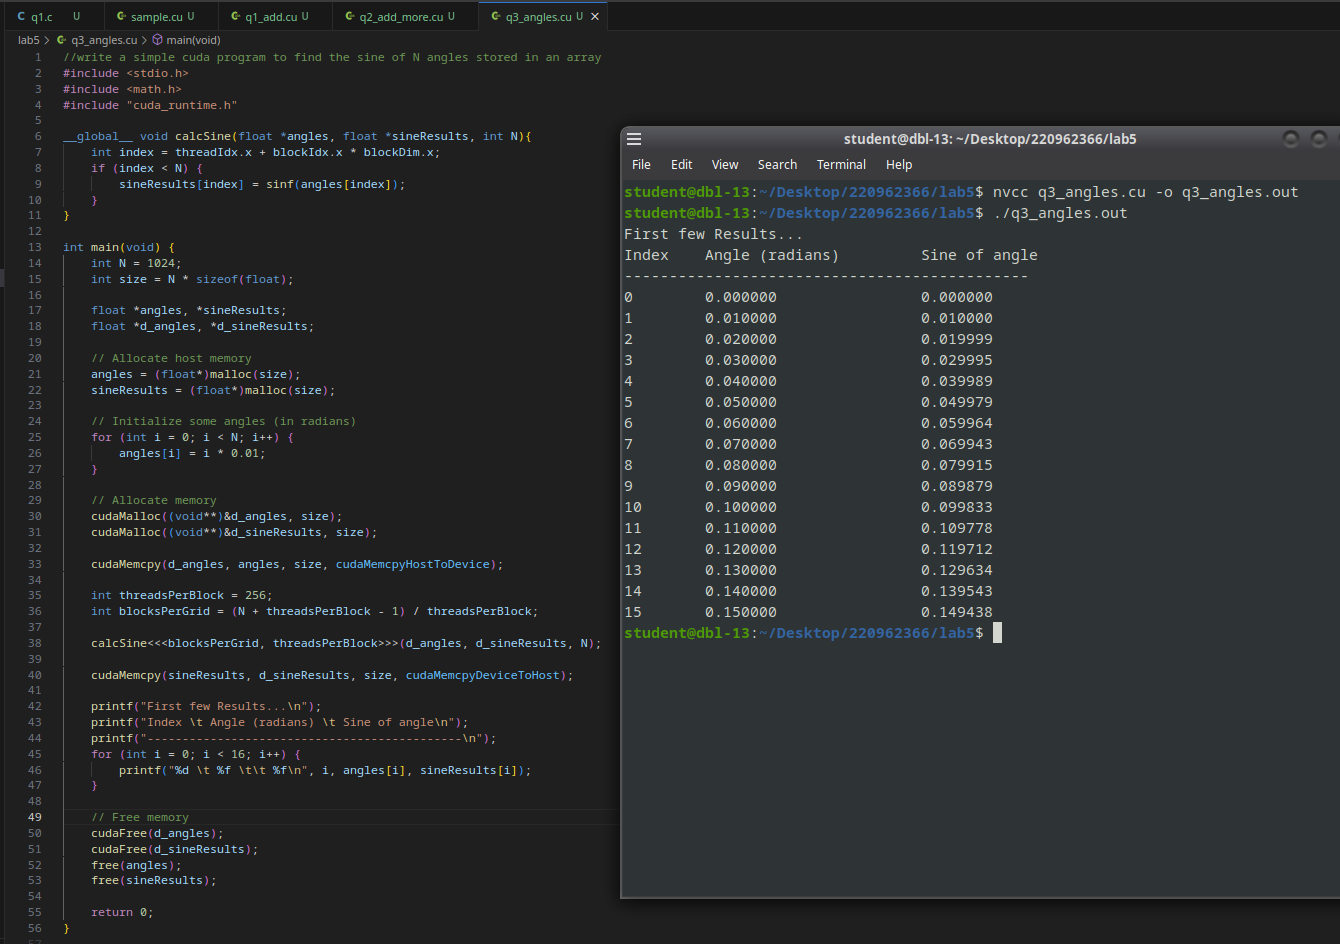 q1.c U sample.cu U q1_add.cu U q2_add_more.cu U q3_angles.cu U ×
lab5 > q3_angles.cu > main(void)
1 //write a simple cuda program to find the sine of N angles stored in an array
2 #include <stdio.h>
3 #include <math.h>
4 #include "cuda_runtime.h"
5
6 __global__ void calcSine(float *angles, float *sineResults, int N){
7     int index = threadIdx.x + blockIdx.x * blockDim.x;
8     if (index < N) {
9         sineResults[index] = sinf(angles[index]);
10     }
11 }
12
13 int main(void) {
14     int N = 1024;
15     int size = N * sizeof(float);
16
17     float *angles, *sineResults;
18     float *d_angles, *d_sineResults;
19
20     // Allocate host memory
21     angles = (float*)malloc(size);
22     sineResults = (float*)malloc(size);
23
24     // Initialize some angles (in radians)
25     for (int i = 0; i < N; i++) {
26         angles[i] = i * 0.01;
27     }
28
29     // Allocate memory
30     cudaMalloc((void**)&d_angles, size);
31     cudaMalloc((void**)&d_sineResults, size);
32
33     cudaMemcpy(d_angles, angles, size, cudaMemcpyHostToDevice);
34
35     int threadsPerBlock = 256;
36     int blocksPerGrid = (N + threadsPerBlock - 1) / threadsPerBlock;
37
38     calcSine<<<blocksPerGrid, threadsPerBlock>>>(d_angles, d_sineResults, N);
39
40     cudaMemcpy(sineResults, d_sineResults, size, cudaMemcpyDeviceToHost);
41
42     printf("First few Results...\n");
43     printf("Index \t Angle (radians) \t Sine of angle\n");
44     printf("---------------------------------------------\n");
45     for (int i = 0; i < 16; i++) {
46         printf("%d \t %f \t\t %f\n", i, angles[i], sineResults[i]);
47     }
48
49     // Free memory
50     cudaFree(d_angles);
51     cudaFree(d_sineResults);
52     free(angles);
53     free(sineResults);
54
55     return 0;
56 }
57
student@dbl-13: ~/Desktop/220962366/lab5
File Edit View Search Terminal Help
student@dbl-13:~/Desktop/220962366/lab5$ nvcc q3_angles.cu -o q3_angles.out
student@dbl-13:~/Desktop/220962366/lab5$ ./q3_angles.out
First few Results...
Index Angle (radians) Sine of angle
---------------------------------------------
0 0.000000 0.000000
1 0.010000 0.010000
2 0.020000 0.019999
3 0.030000 0.029995
4 0.040000 0.039989
5 0.050000 0.049979
6 0.060000 0.059964
7 0.070000 0.069943
8 0.080000 0.079915
9 0.090000 0.089879
10 0.100000 0.099833
11 0.110000 0.109778
12 0.120000 0.119712
13 0.130000 0.129634
14 0.140000 0.139543
15 0.150000 0.149438
student@dbl-13:~/Desktop/220962366/lab5$